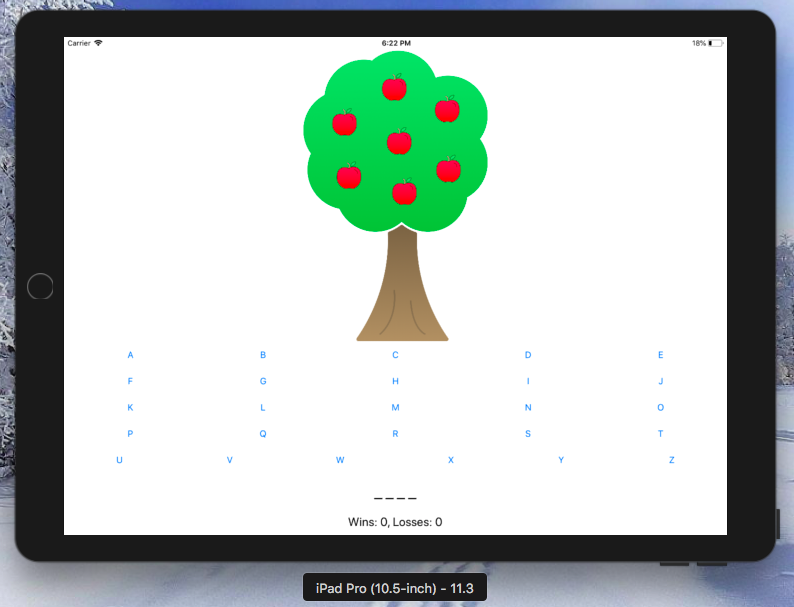 Carrier 6:22 PM 18%
A B C D E
F G H I J
K L M N O
P Q R S T
U V W X Y Z
_ _ _ _
Wins: 0, Losses: 0
iPad Pro (10.5-inch) - 11.3